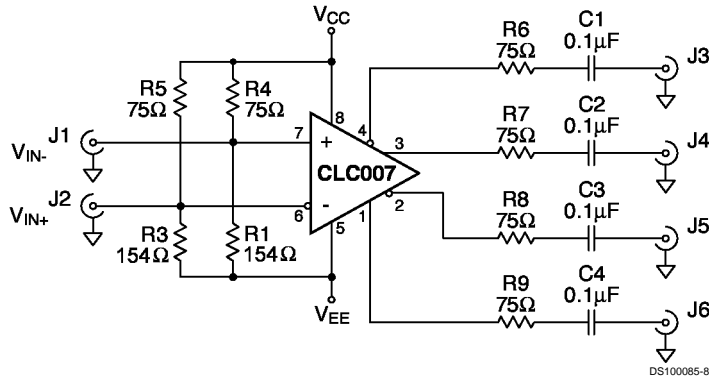 VCC
R6
75Ω
C1
0.1μF
J3
R5
75Ω
R4
75Ω
8
4
R7
75Ω
C2
0.1μF
J4
J1
VIN-
7
+
3
CLC007
J2
VIN+
6
-
2
R8
75Ω
C3
0.1μF
J5
1
5
R3
154Ω
R1
154Ω
R9
75Ω
C4
0.1μF
J6
VEE
DS100085-8